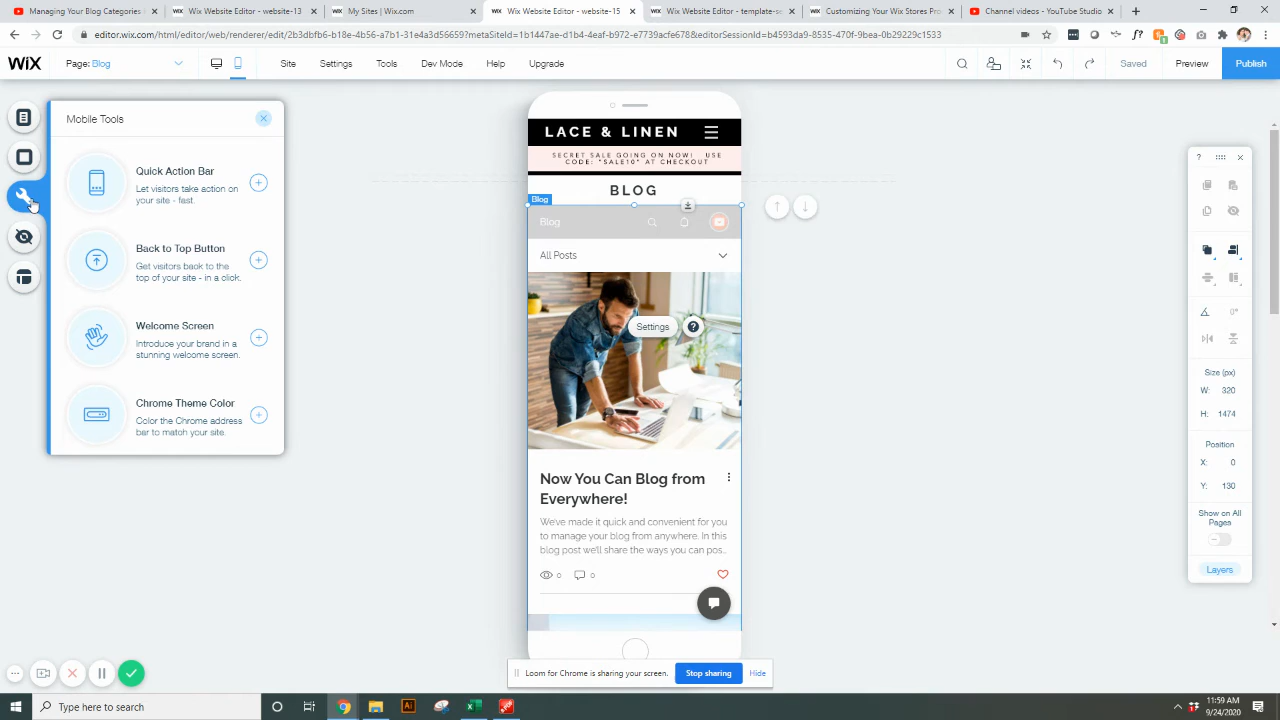 Managing Your Blog Categories
Wix Website Editor - website-13
My Sites | Wix.com
Wix Website Editor - website-15
Wix Website Editor - template-se
Customizing Your Wix Stores Pro
Channel videos - YouTube Studio
editor.wix.com/html/editor/web/renderer/edit/2b3dbfb6-b18e-4b56-a7b1-5b60393e623d?metaSiteId=1b1447ae-d1af-4eaf-b972-e7739acfe678&editorSessionId=b4593da9-8535-470f-9bea-0b29229c1533
WiX
Page: Blog
Site
Settings
Tools
Dev Mode
Help
Upgrade
Saved
Preview
Publish
Mobile Tools
Quick Action Bar
Let visitors take action on
your site - fast.
Back to Top Button
Get visitors back to the
top of your site - in a click.
Welcome Screen
Introduce your brand in a
stunning welcome screen.
Chrome Theme Color
Color the Chrome address
bar to match your site.
LACE & LINEN
SECRET SALE GOING ON NOW! USE
CODE: "SALE10" AT CHECKOUT
BLOG
Blog
Blog
All Posts
Settings
?
Now You Can Blog from
Everywhere!
We've made it quick and convenient for you
to manage your blog from anywhere. In this
blog post we'll share the ways you can pos...
0
0
?
0°
Size (px)
W: 320
H: 1474
Position
X: 0
Y: 130
Show on All
Pages
Layers
Loom for Chrome is sharing your screen.
Stop sharing
Hide
Type here to search
Ai
11:59 AM
9/24/2020